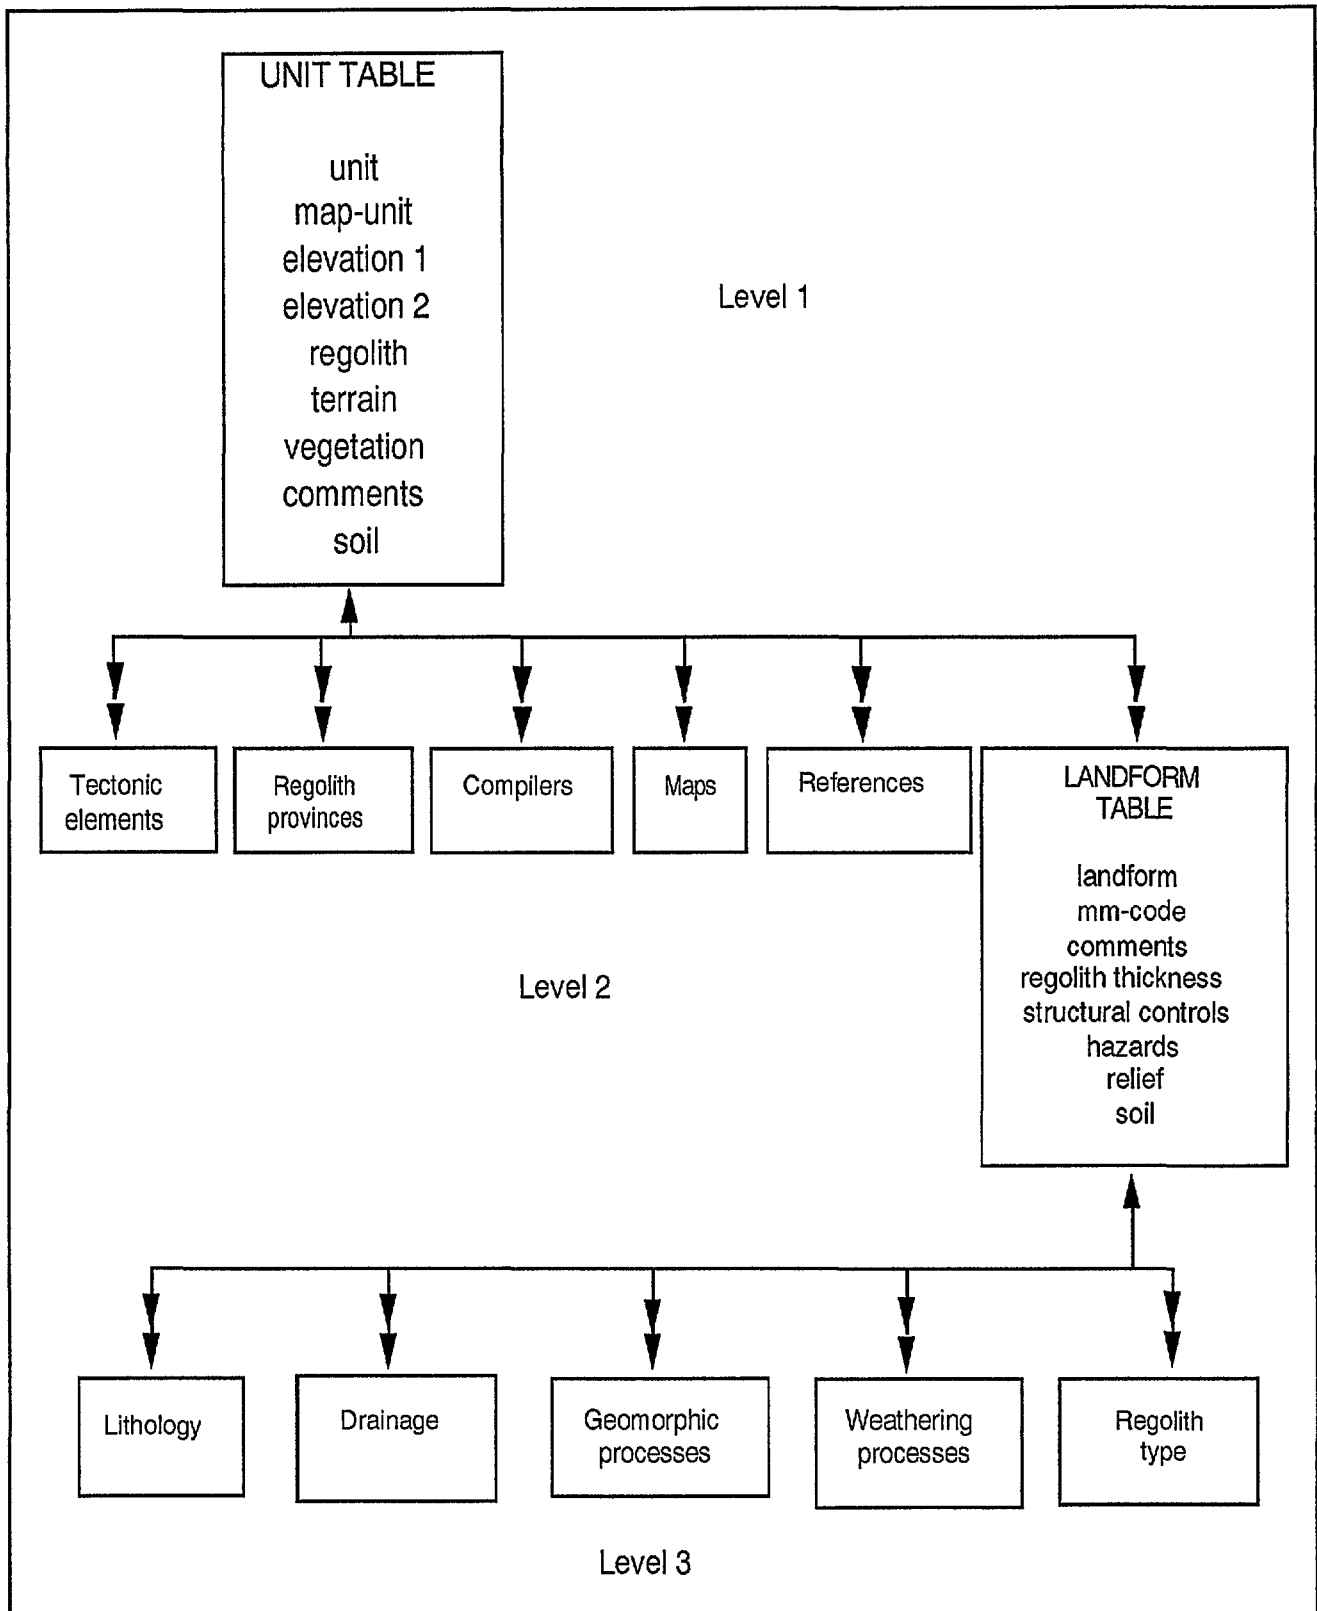 UNIT TABLE
unit
map-unit
elevation 1
elevation 2
regolith
terrain
vegetation
comments
soil
Level 1
Tectonic
elements
Regolith
provinces
Compilers
Maps
References
LANDFORM
TABLE
landform
mm-code
comments
regolith thickness
structural controls
hazards
relief
soil
Level 2
Lithology
Drainage
Geomorphic
processes
Weathering
processes
Regolith
type
Level 3